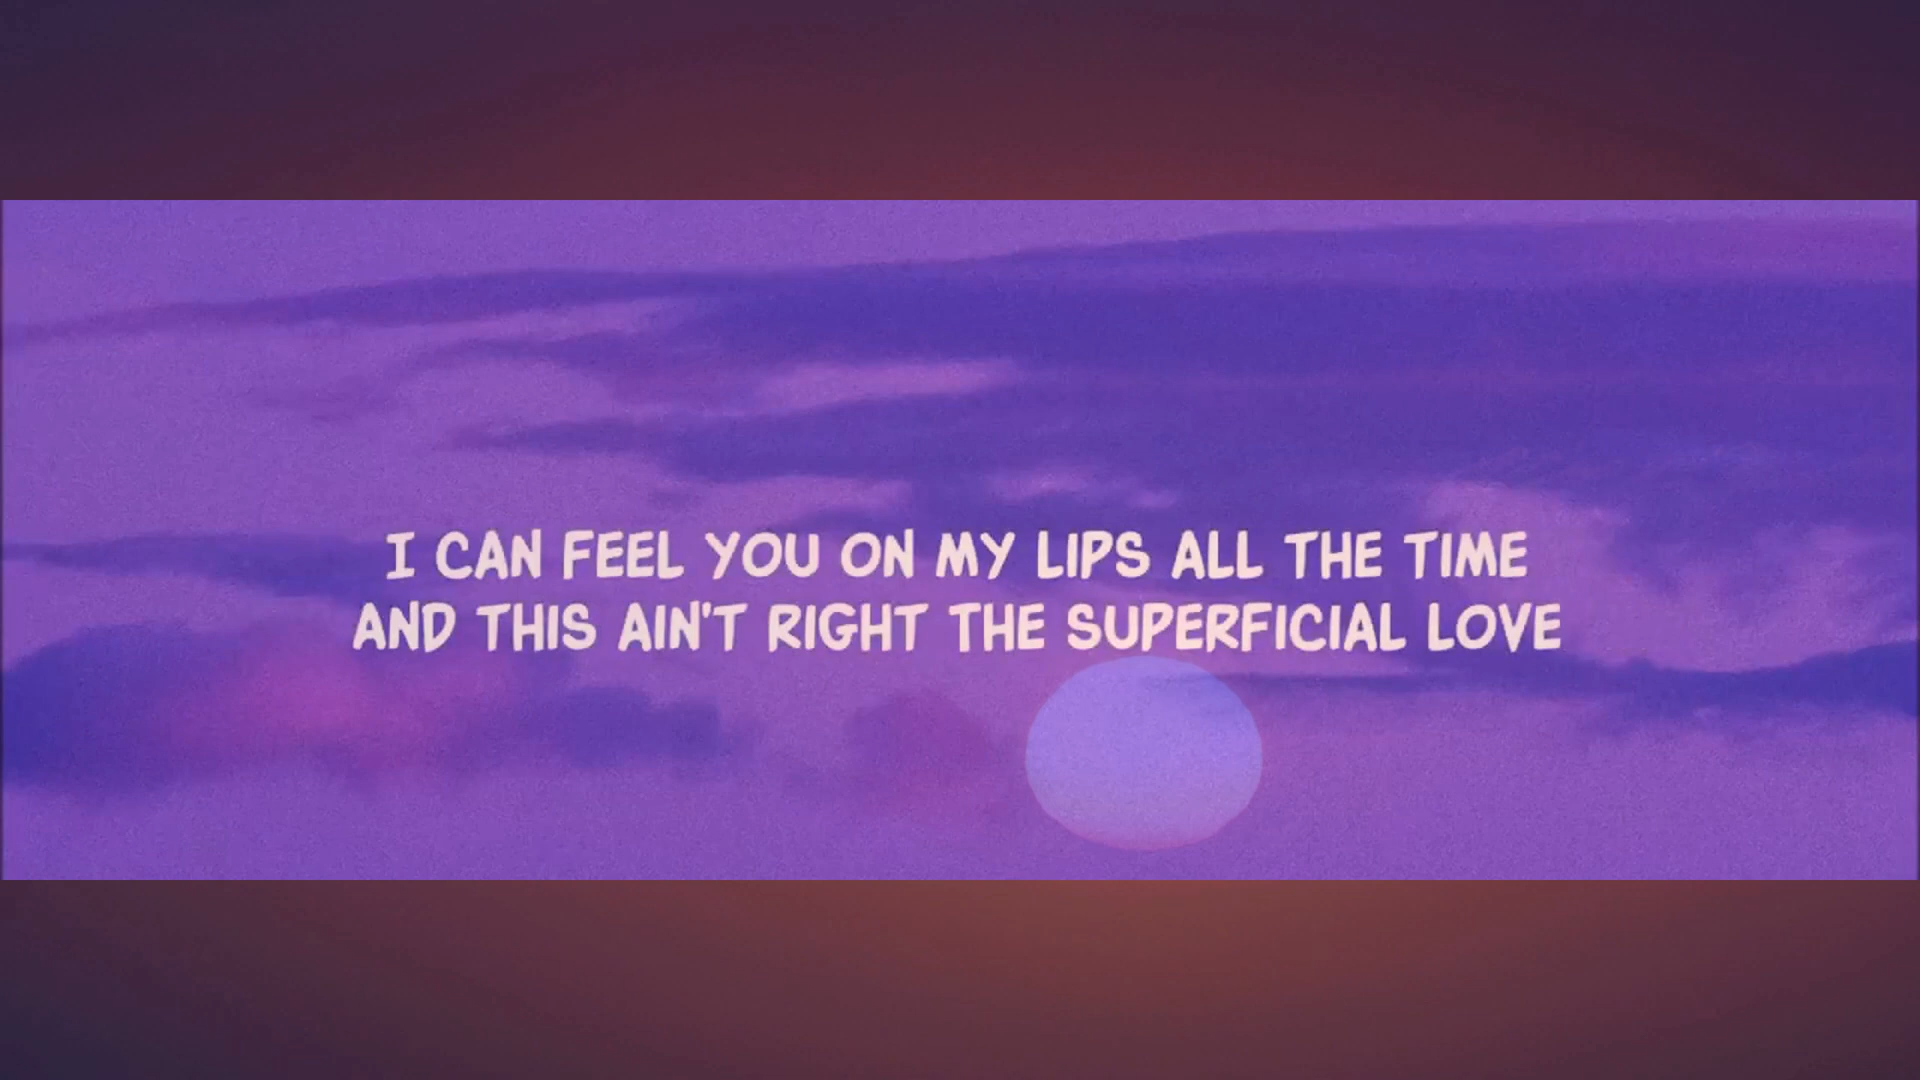 I CAN FEEL YOU ON MY LIPS ALL THE TIME
AND THIS AIN'T RIGHT THE SUPERFICIAL LOVE